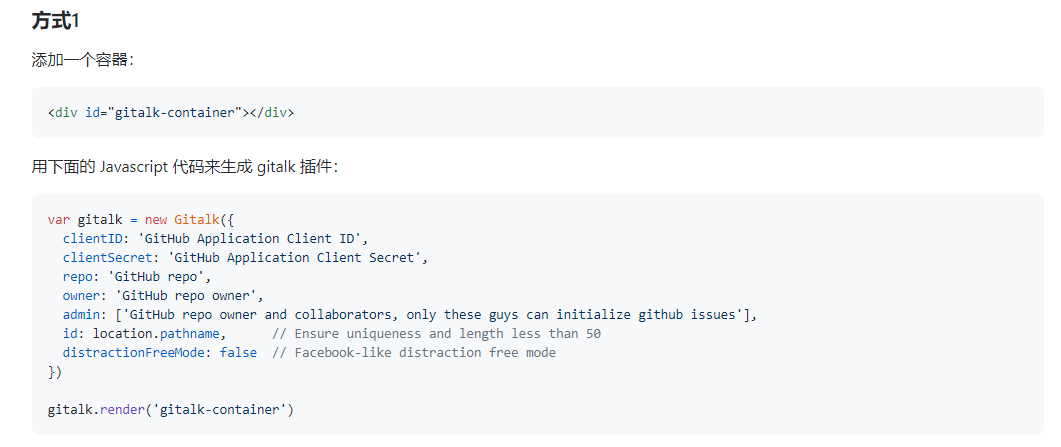 方式1
添加一个容器：
<div id="gitalk-container"></div>
用下面的 Javascript 代码来生成 gitalk 插件：
var gitalk = new Gitalk({
  clientID: 'GitHub Application Client ID',
  clientSecret: 'GitHub Application Client Secret',
  repo: 'GitHub repo',
  owner: 'GitHub repo owner',
  admin: ['GitHub repo owner and collaborators, only these guys can initialize github issues'],
  id: location.pathname,      // Ensure uniqueness and length less than 50
  distractionFreeMode: false  // Facebook-like distraction free mode
})
gitalk.render('gitalk-container')